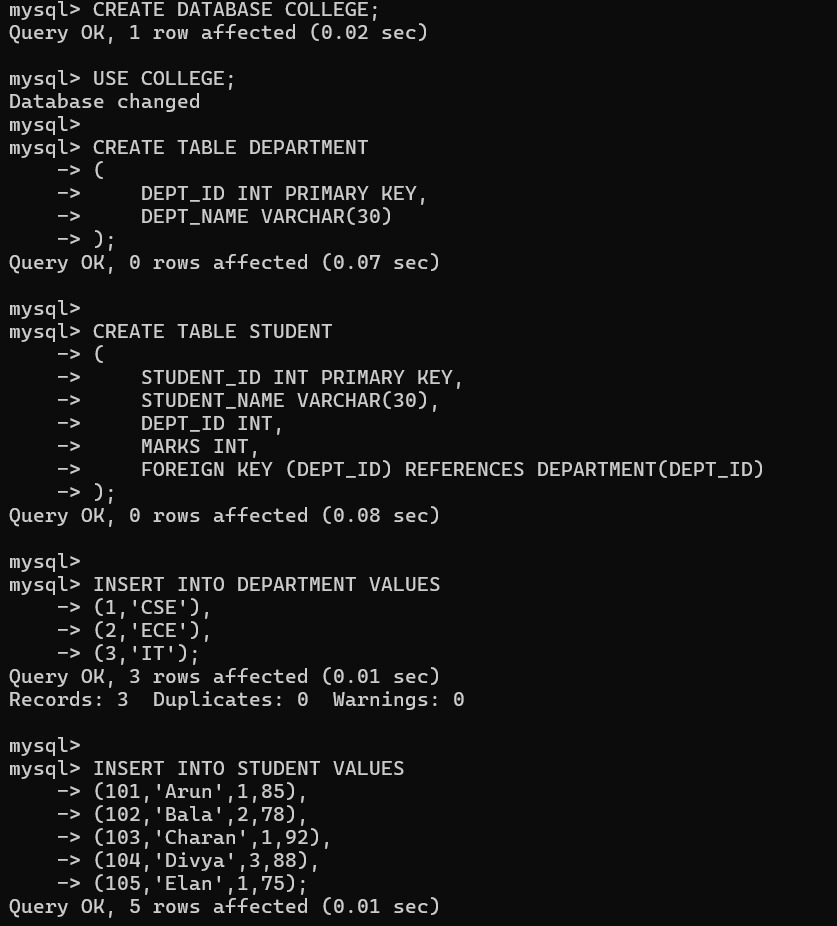 mysql> CREATE DATABASE COLLEGE;
Query OK, 1 row affected (0.02 sec)

mysql> USE COLLEGE;
Database changed
mysql>
mysql> CREATE TABLE DEPARTMENT
    -> (
    ->     DEPT_ID INT PRIMARY KEY,
    ->     DEPT_NAME VARCHAR(30)
    -> );
Query OK, 0 rows affected (0.07 sec)

mysql>
mysql> CREATE TABLE STUDENT
    -> (
    ->     STUDENT_ID INT PRIMARY KEY,
    ->     STUDENT_NAME VARCHAR(30),
    ->     DEPT_ID INT,
    ->     MARKS INT,
    ->     FOREIGN KEY (DEPT_ID) REFERENCES DEPARTMENT(DEPT_ID)
    -> );
Query OK, 0 rows affected (0.08 sec)

mysql>
mysql> INSERT INTO DEPARTMENT VALUES
    -> (1,'CSE'),
    -> (2,'ECE'),
    -> (3,'IT');
Query OK, 3 rows affected (0.01 sec)
Records: 3  Duplicates: 0  Warnings: 0

mysql>
mysql> INSERT INTO STUDENT VALUES
    -> (101,'Arun',1,85),
    -> (102,'Bala',2,78),
    -> (103,'Charan',1,92),
    -> (104,'Divya',3,88),
    -> (105,'Elan',1,75);
Query OK, 5 rows affected (0.01 sec)